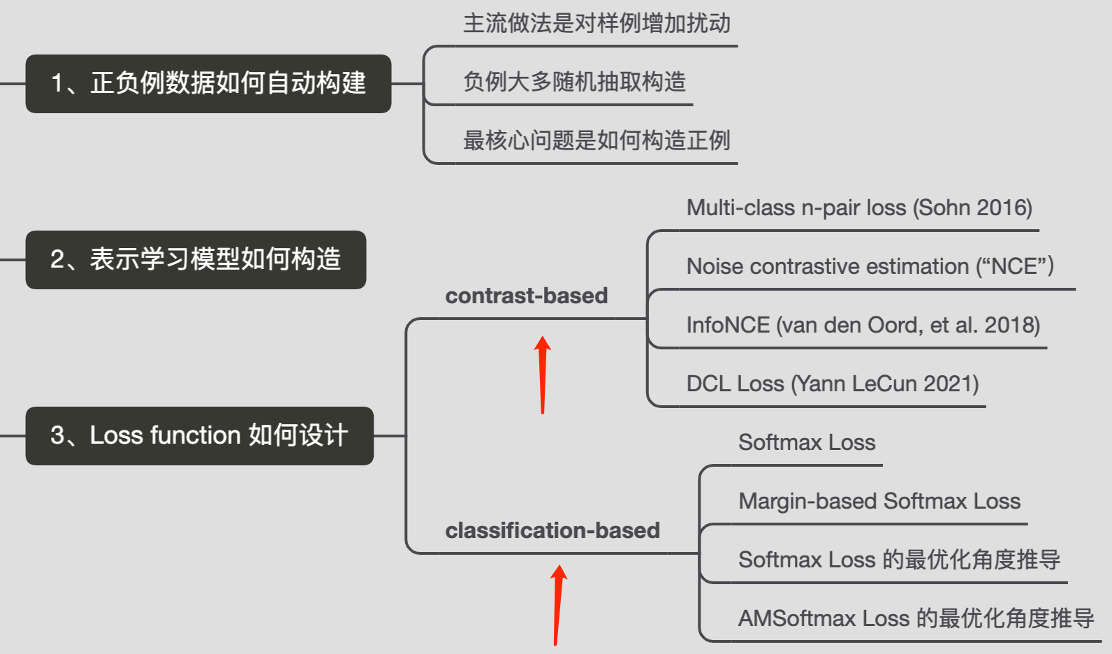 主流做法是对样例增加扰动
1、正负例数据如何自动构建
负例大多随机抽取构造
最核心问题是如何构造正例
2、表示学习模型如何构造
3、Loss function 如何设计
contrast-based
Multi-class n-pair loss (Sohn 2016)
Noise contrastive estimation (“NCE”）
InfoNCE (van den Oord, et al. 2018)
DCL Loss (Yann LeCun 2021)
classification-based
Softmax Loss
Margin-based Softmax Loss
Softmax Loss 的最优化角度推导
AMSoftmax Loss 的最优化角度推导